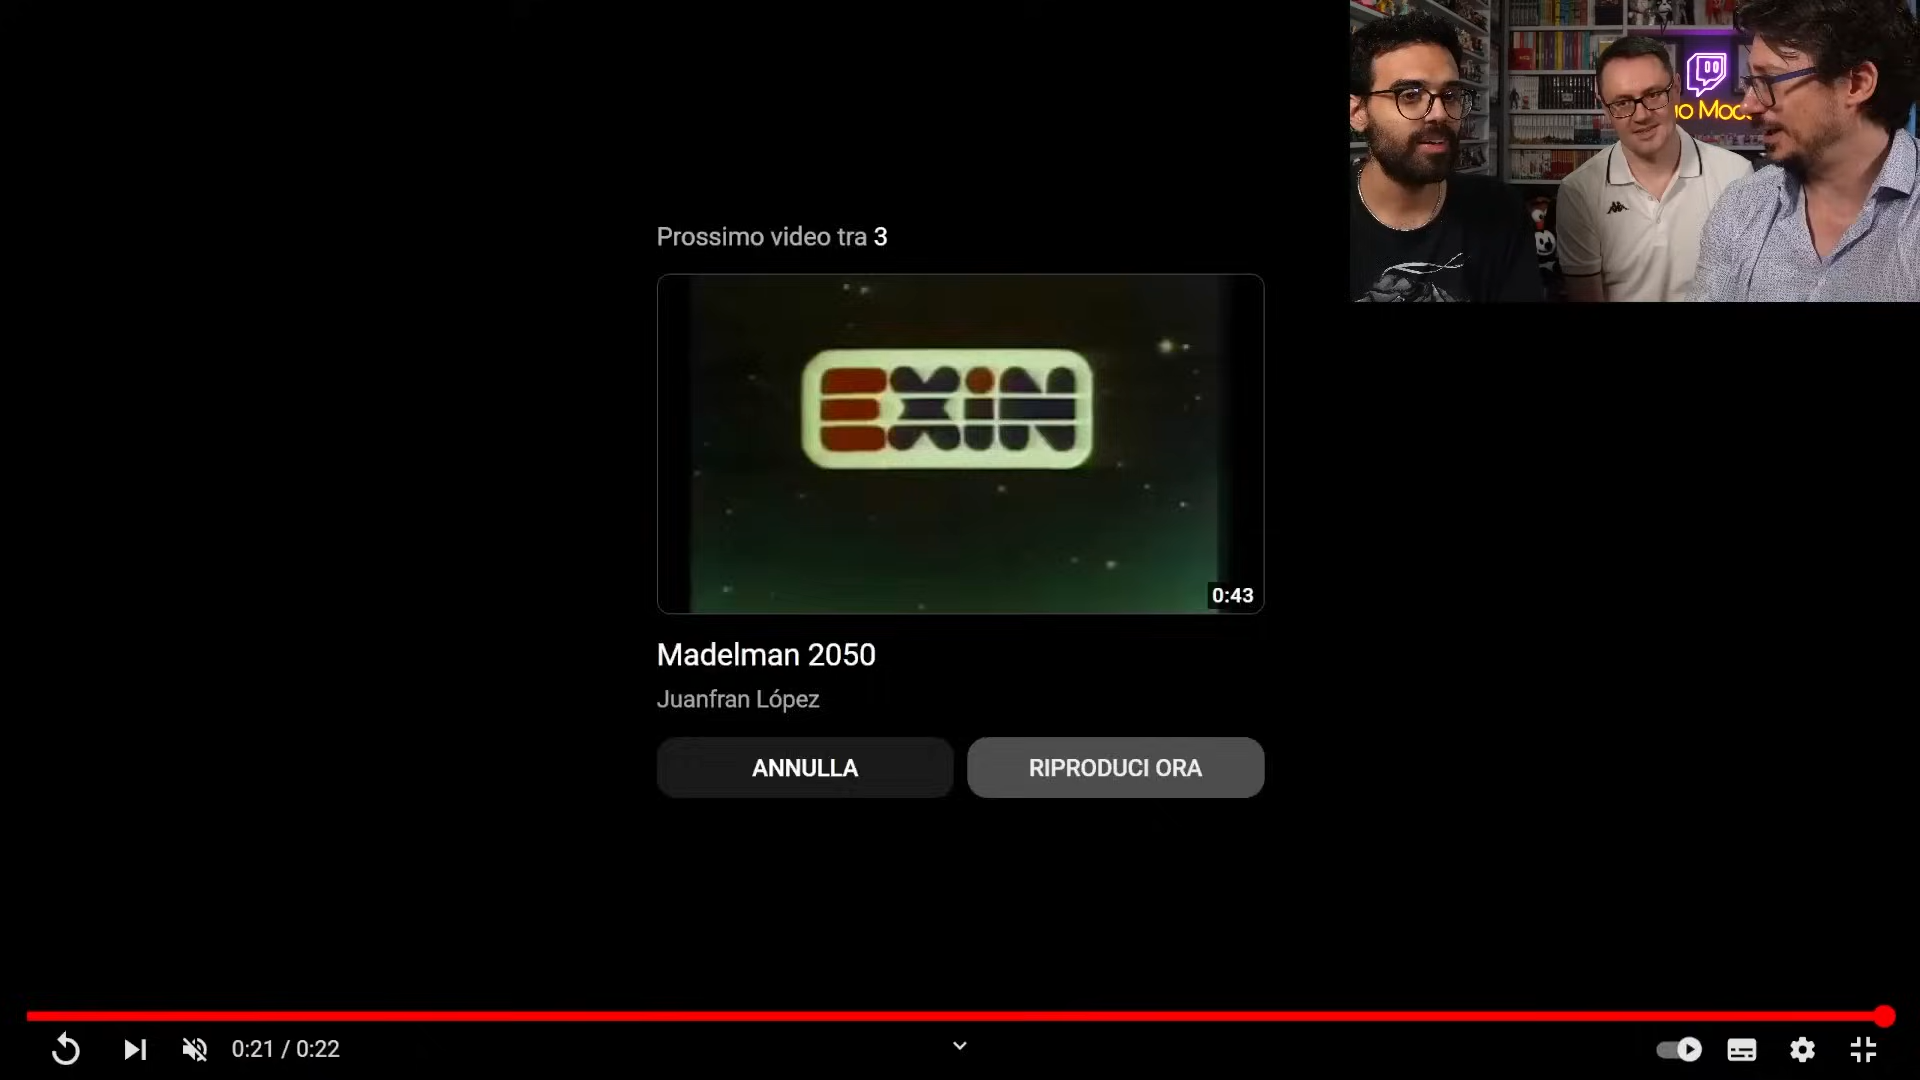 Prossimo video tra 3
EXiN
0:43
Madelman 2050
Juanfran López
ANNULLA
RIPRODUCI ORA
0:21 / 0:22